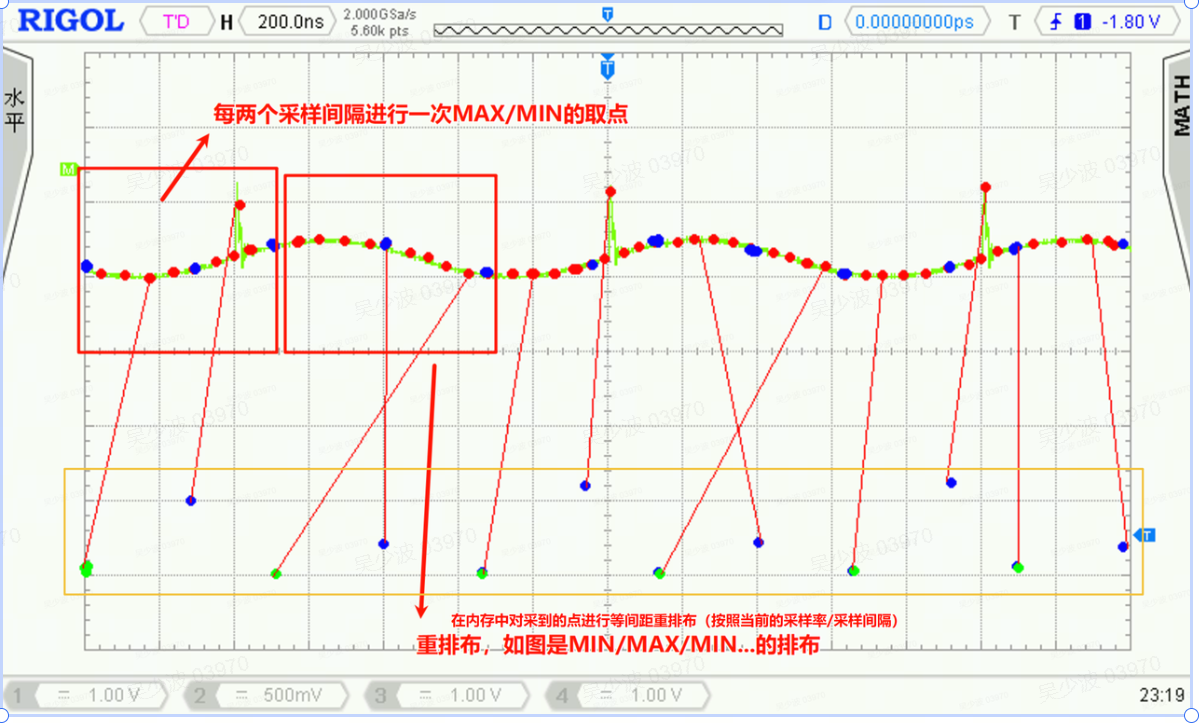 RIGOL T'D H 200.0ns 2.000GSa/s 5.60k pts T D 0.00000000ps T 1 -1.80 V
水平
MATH
T
每两个采样间隔进行一次MAX/MIN的取点
M
吴少波 03970
T
在内存中对采到的点进行等间距重排布（按照当前的采样率/采样间隔）
重排布，如图是MIN/MAX/MIN...的排布
1 = 1.00 V 2 = 500mV 3 = 1.00 V 4 = 1.00 V 23:19